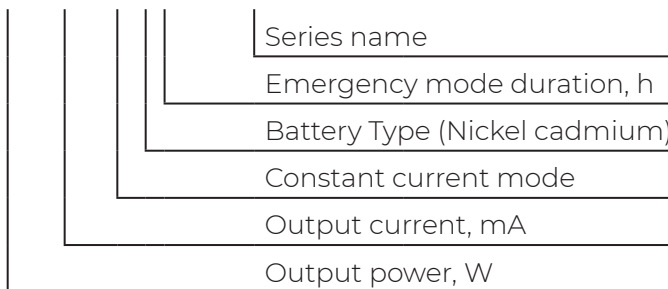 Series name
Emergency mode duration, h
Battery Type (Nickel cadmium)
Constant current mode
Output current, mA
Output power, W